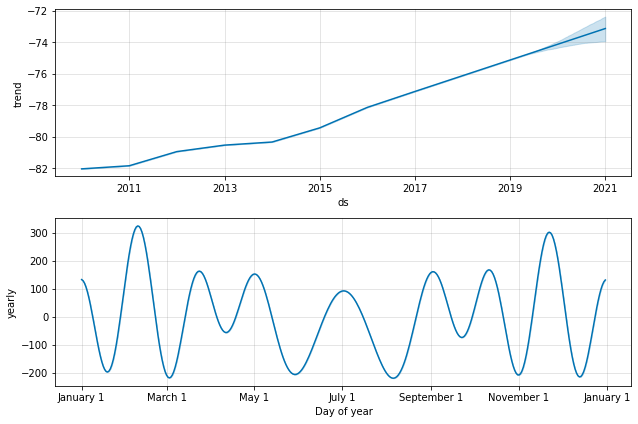 −72
−74
−76
−78
−80
−82
trend
2011 2013 2015 2017 2019 2021
ds
300
200
100
0
−100
−200
yearly
January 1 March 1 May 1 July 1 September 1 November 1 January 1
Day of year